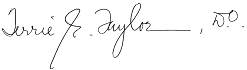 Terrie E. Taylor, D.O.